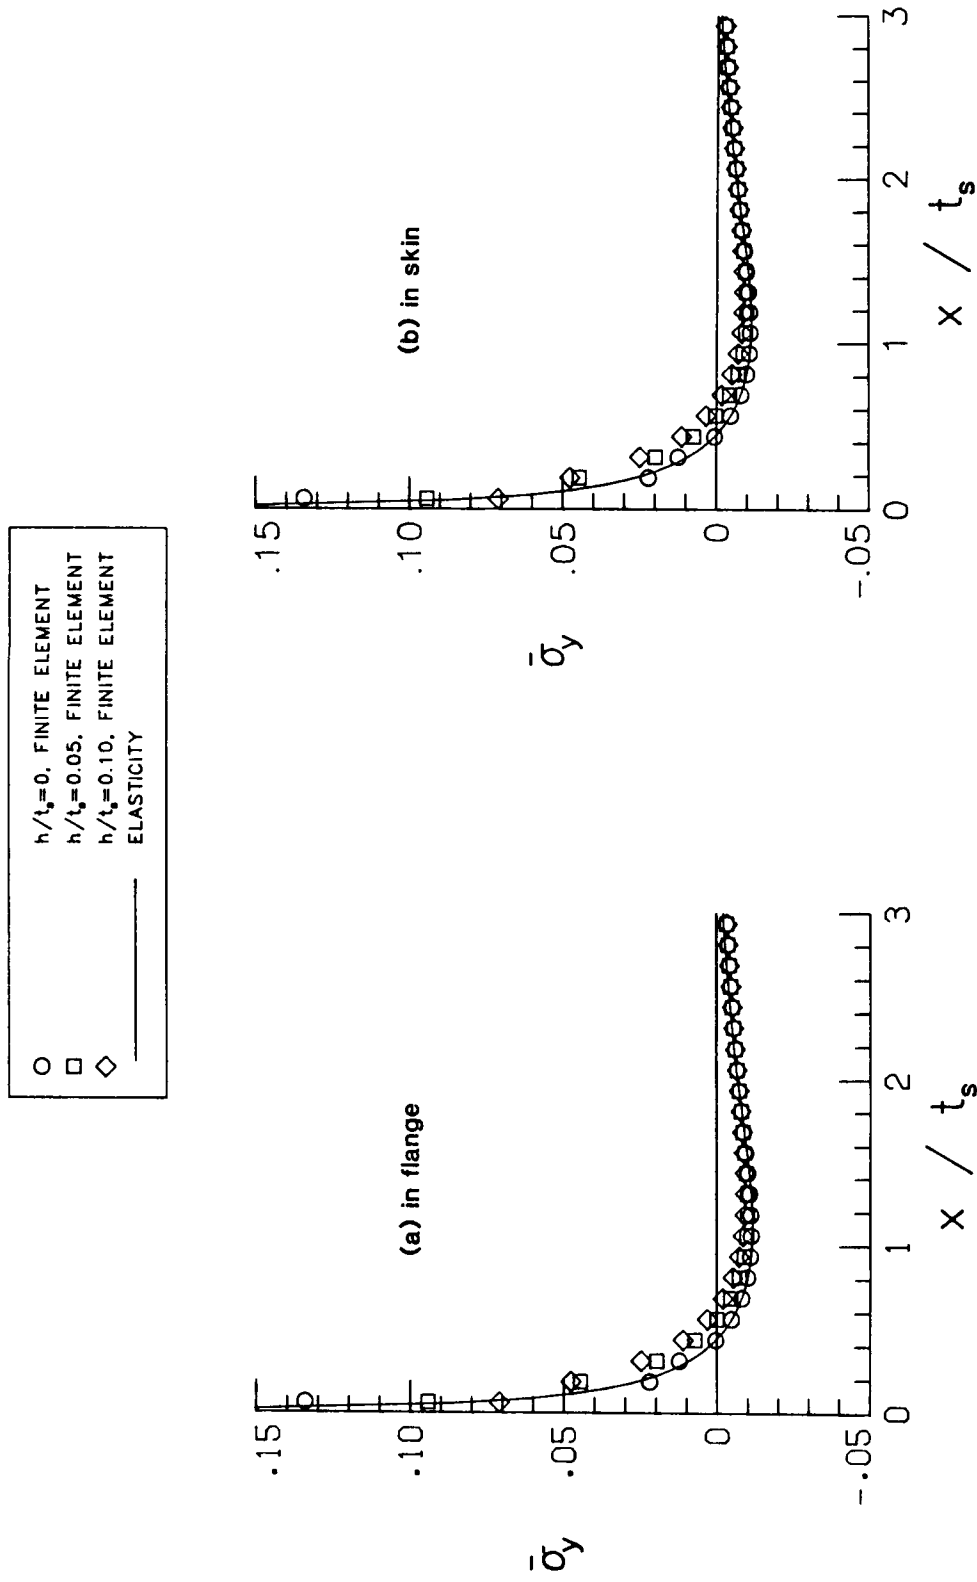 h/tₛ=0, FINITE ELEMENT
h/tₛ=0.05, FINITE ELEMENT
h/tₛ=0.10, FINITE ELEMENT
ELASTICITY
(a) in flange
.15
.10
.05
0
-.05
σ̄y
0
1
2
3
x / tₛ
(b) in skin
.15
.10
.05
0
-.05
σ̄y
0
1
2
3
x / tₛ